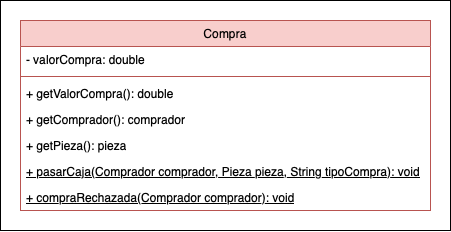 Compra
- valorCompra: double
+ getValorCompra(): double
+ getComprador(): comprador
+ getPieza(): pieza
+ pasarCaja(Comprador comprador, Pieza pieza, String tipoCompra): void
+ compraRechazada(Comprador comprador): void